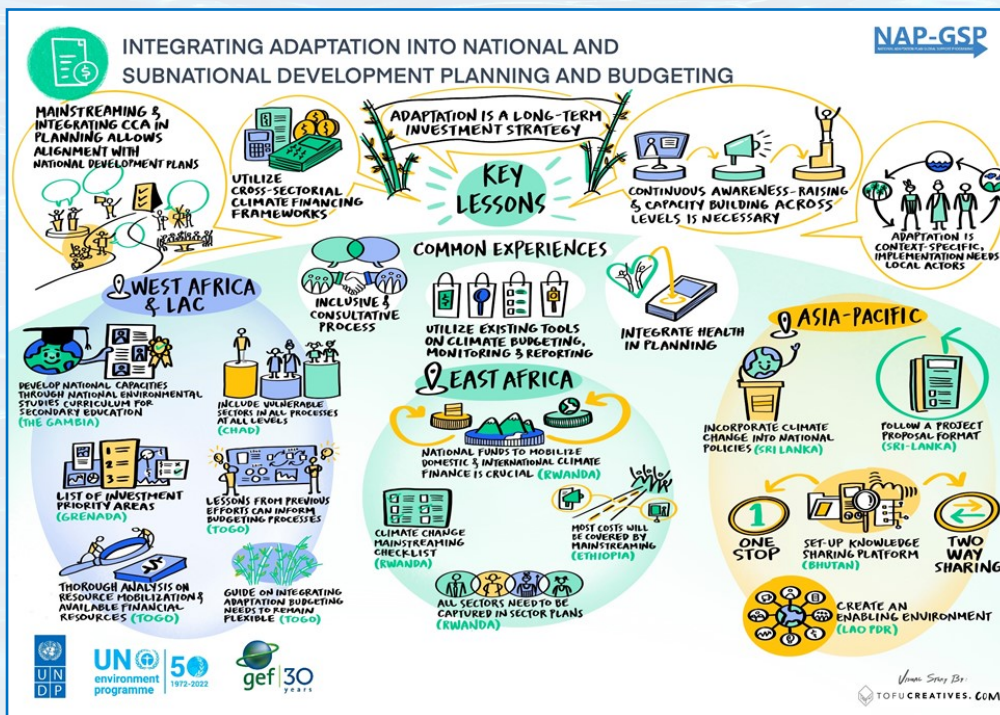 INTEGRATING ADAPTATION INTO NATIONAL AND
SUBNATIONAL DEVELOPMENT PLANNING AND BUDGETING
NAP-GSP
MAINSTREAMING &
INTEGRATING CCA IN
PLANNING ALLOWS
ALIGNMENT WITH
NATIONAL DEVELOPMENT PLANS
UTILIZE
CROSS-SECTORIAL
CLIMATE FINANCING
FRAMEWORKS
ADAPTATION IS A LONG-TERM
INVESTMENT STRATEGY
KEY
LESSONS
CONTINUOUS AWARENESS-RAISING
& CAPACITY BUILDING ACROSS
LEVELS IS NECESSARY
ADAPTATION IS
CONTEXT-SPECIFIC,
IMPLEMENTATION NEEDS
LOCAL ACTORS
COMMON EXPERIENCES
INCLUSIVE &
CONSULTATIVE
PROCESS
UTILIZE EXISTING TOOLS
ON CLIMATE BUDGETING,
MONITORING & REPORTING
INTEGRATE HEALTH
IN PLANNING
WEST AFRICA
& LAC
DEVELOP NATIONAL CAPACITIES
THROUGH NATIONAL ENVIRONMENTAL
STUDIES CURRICULUM FOR
SECONDARY EDUCATION
(THE GAMBIA)
INCLUDE VULNERABLE
SECTORS IN ALL PROCESSES
AT ALL LEVELS
(CHAD)
1
2
3
LIST OF INVESTMENT
PRIORITY AREAS
(GRENADA)
LESSONS FROM PREVIOUS
EFFORTS CAN INFORM
BUDGETING PROCESSES
(TOGO)
THOROUGH ANALYSIS ON
RESOURCE MOBILIZATION &
AVAILABLE FINANCIAL
RESOURCES (TOGO)
GUIDE ON INTEGRATING
ADAPTATION BUDGETING
NEEDS TO REMAIN
PLEXIBLE (TOGO)
EAST AFRICA
NATIONAL FUNDS TO MOBILIZE
DOMESTIC & INTERNATIONAL CLIMATE
FINANCE IS CRUCIAL (RWANDA)
CLIMATE CHANGE
MAINSTREAMING
CHECKLIST
(RWANDA)
MOST COSTS WILL
BE COVERED BY
MAINSTREAMING
(ETHIOPIA)
ALL SECTORS NEED TO BE
CAPTURED IN SECTOR PLANS
(RWANDA)
ASIA-PACIFIC
INCORPORATE CLIMATE
CHANGE INTO NATIONAL
POLICIES (SRI LANKA)
FOLLOW A PROJECT
PROPOSAL FORMAT
(SRI-LANKA)
1
ONE
STOP
SET-UP KNOWLEDGE
SHARING PLATFORM
(BHUTAN)
TWO
WAY
SHARING
CREATE AN
ENABLING ENVIRONMENT
(LAO PDR)
U N
D P
UN
environment
programme
50
1972-2022
gef
30
years
Visual Story By:
TOFUCREATIVES.COM